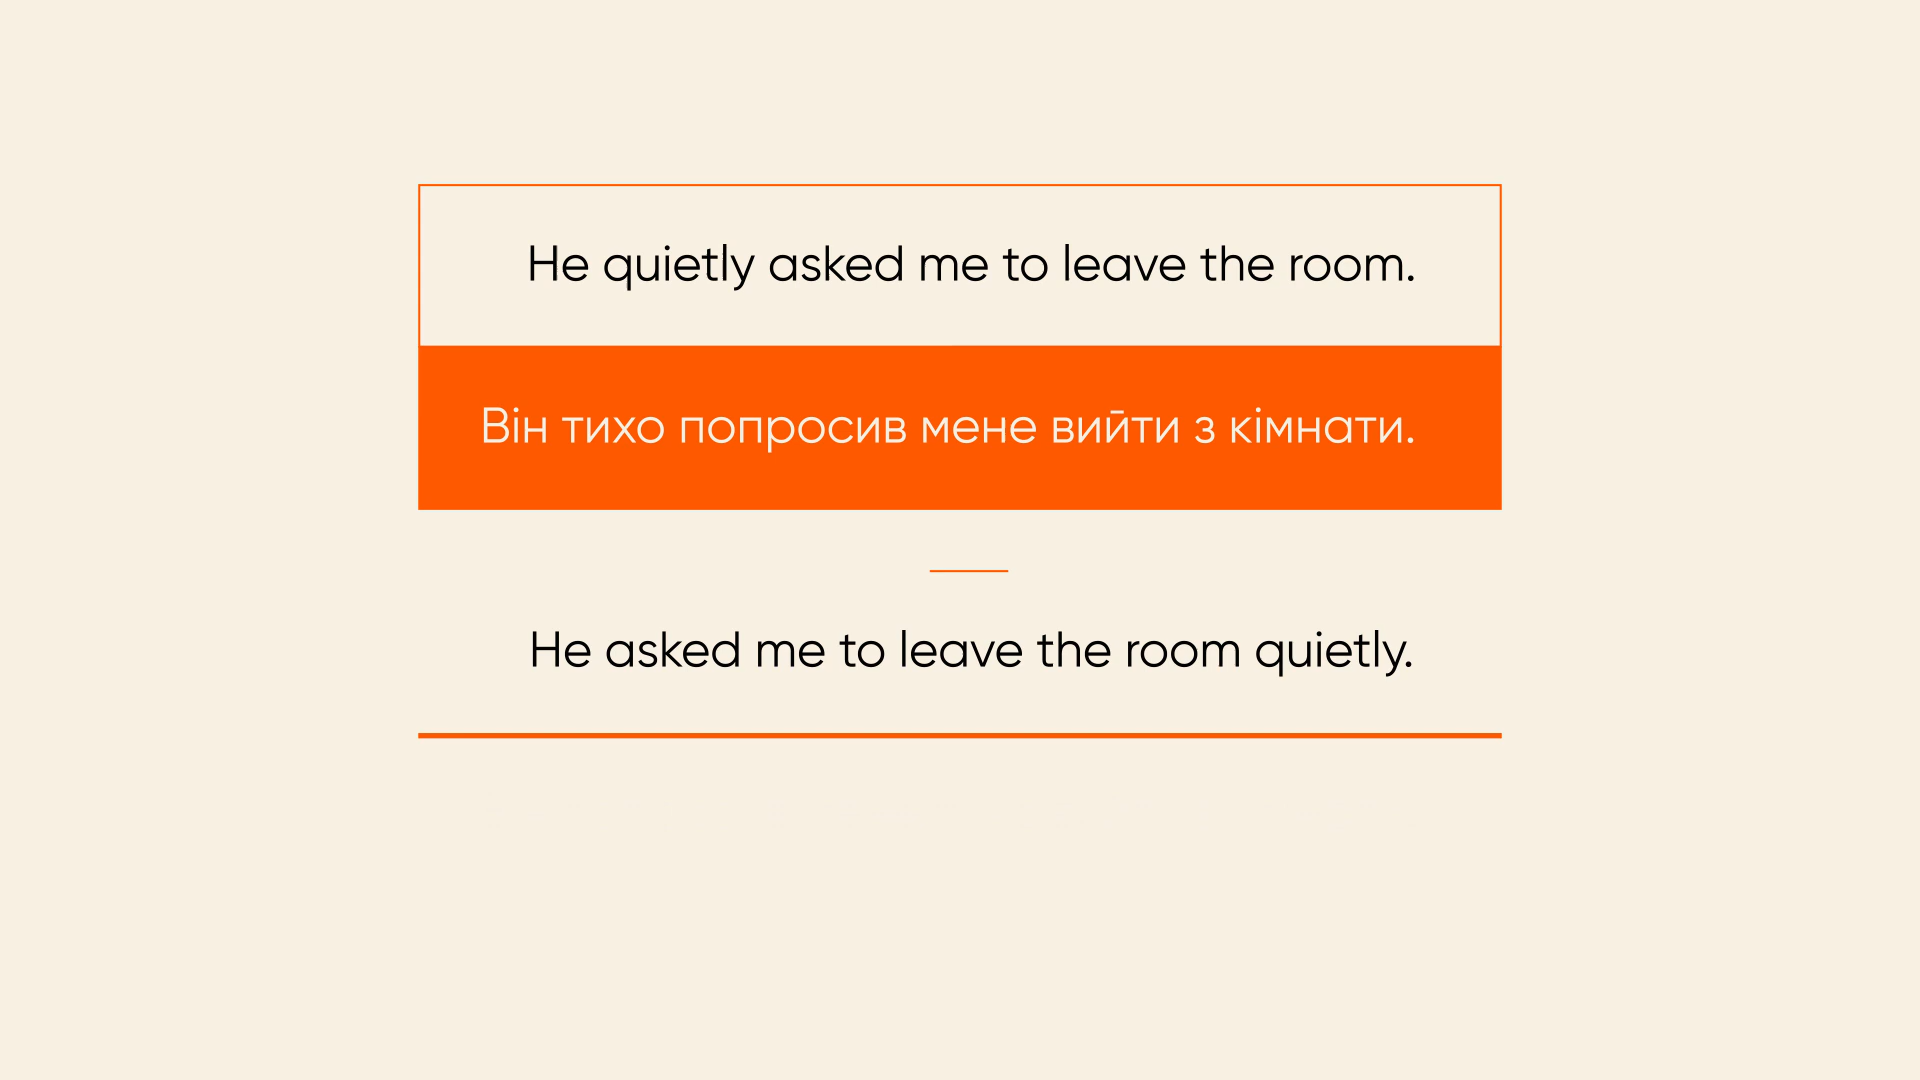 He quietly asked me to leave the room.
Він тихо попросив мене вийти з кімнати.
He asked me to leave the room quietly.